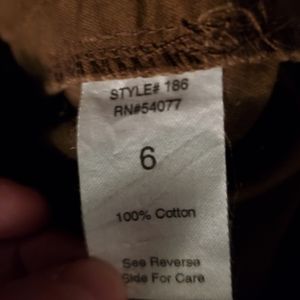 STYLE# 186
RN#54077
6
100% Cotton
See Reverse
Side For Care